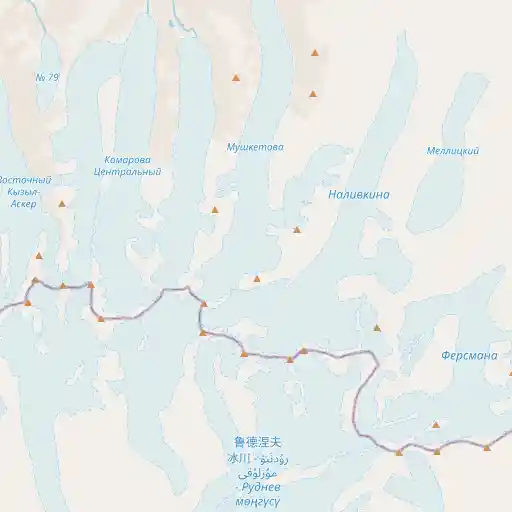 № 79
Комарова
Центральный
Мушкетова
Меллицкий
Восточный
Кызыл-
Аскер
Наливкина
Ферсмана
鲁德涅夫
冰川 - رۇدنېۋ
مۇزلۇقى
- Руднев
мөңгүсү